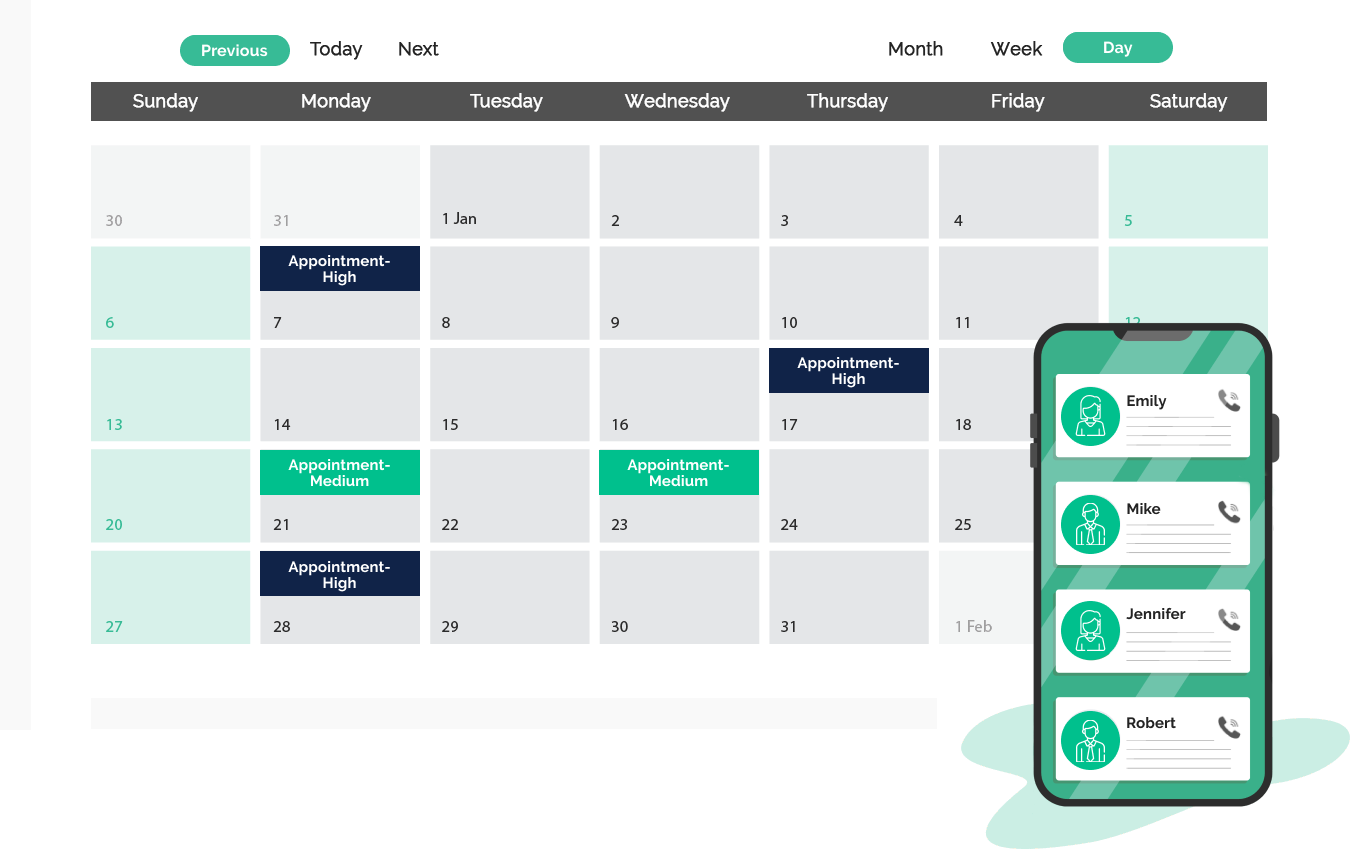 Previous Today Next Month Week Day
Sunday Monday Tuesday Wednesday Thursday Friday Saturday
30 31 1 Jan 2 3 4 5
Appointment-
High
6 7 8 9 10 11 12
Appointment-
High
13 14 15 16 17 18
Appointment-
Medium
Appointment-
Medium
20 21 22 23 24 25
Appointment-
High
27 28 29 30 31 1 Feb
Emily
Mike
Jennifer
Robert